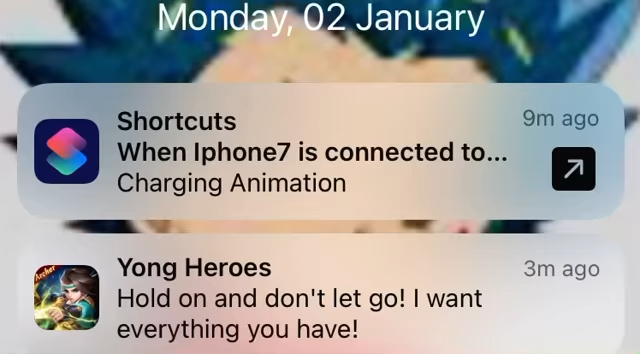 Monday, 02 January
Shortcuts
9m ago
When Iphone7 is connected to...
Charging Animation
Archer
Yong Heroes
3m ago
Hold on and don't let go! I want
everything you have!